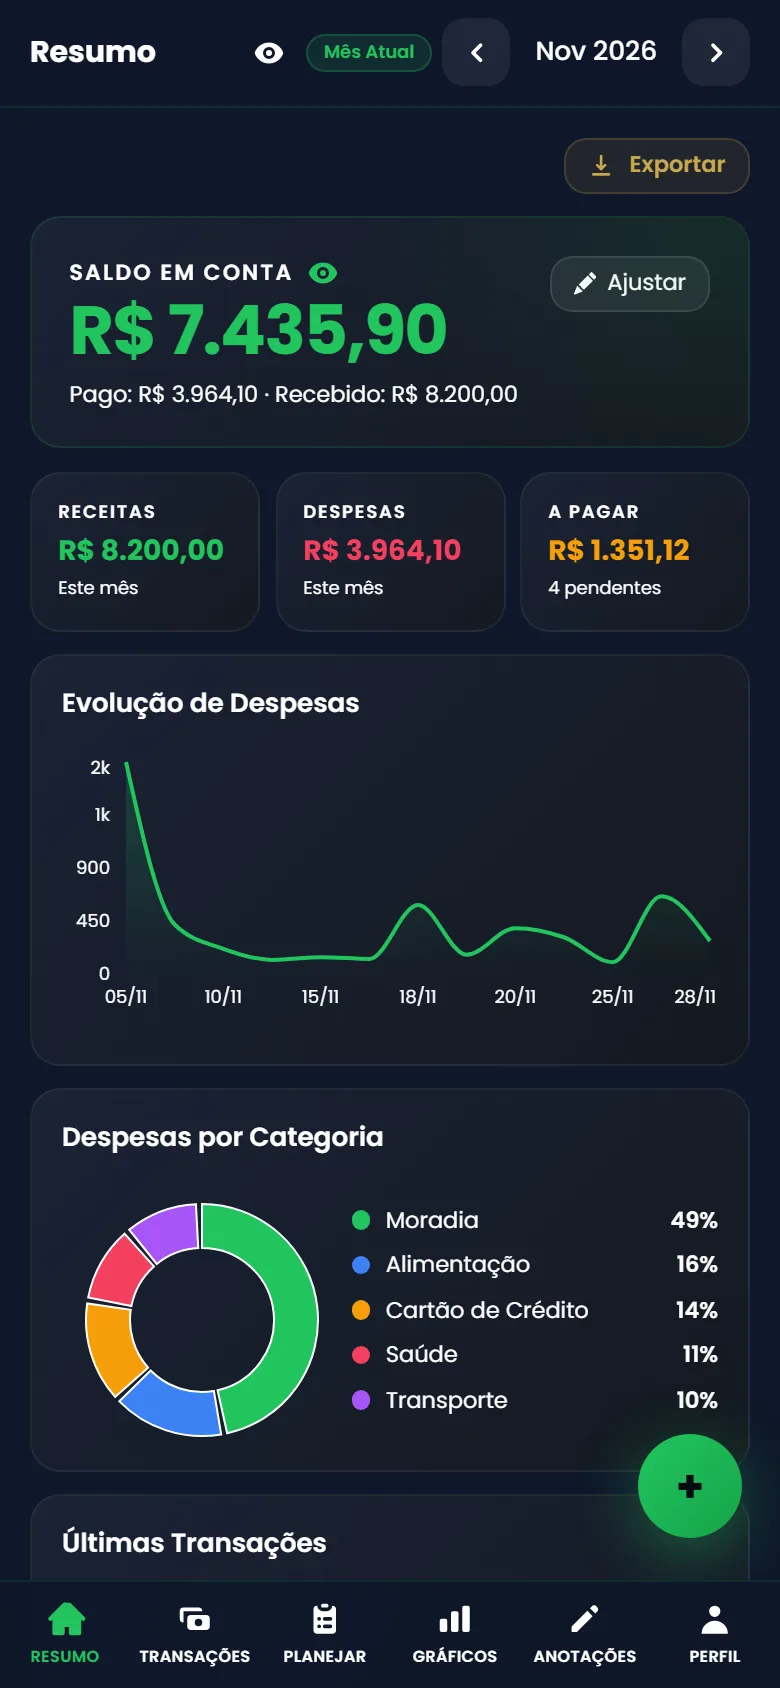 Resumo
Mês Atual
Nov 2026
Exportar
SALDO EM CONTA
Ajustar
R$ 7.435,90
Pago: R$ 3.964,10 · Recebido: R$ 8.200,00
RECEITAS
R$ 8.200,00
Este mês
DESPESAS
R$ 3.964,10
Este mês
A PAGAR
R$ 1.351,12
4 pendentes
Evolução de Despesas
2k
1k
900
450
0
05/11 10/11 15/11 18/11 20/11 25/11 28/11
Despesas por Categoria
Moradia 49%
Alimentação 16%
Cartão de Crédito 14%
Saúde 11%
Transporte 10%
Últimas Transações
RESUMO TRANSAÇÕES PLANEJAR GRÁFICOS ANOTAÇÕES PERFIL